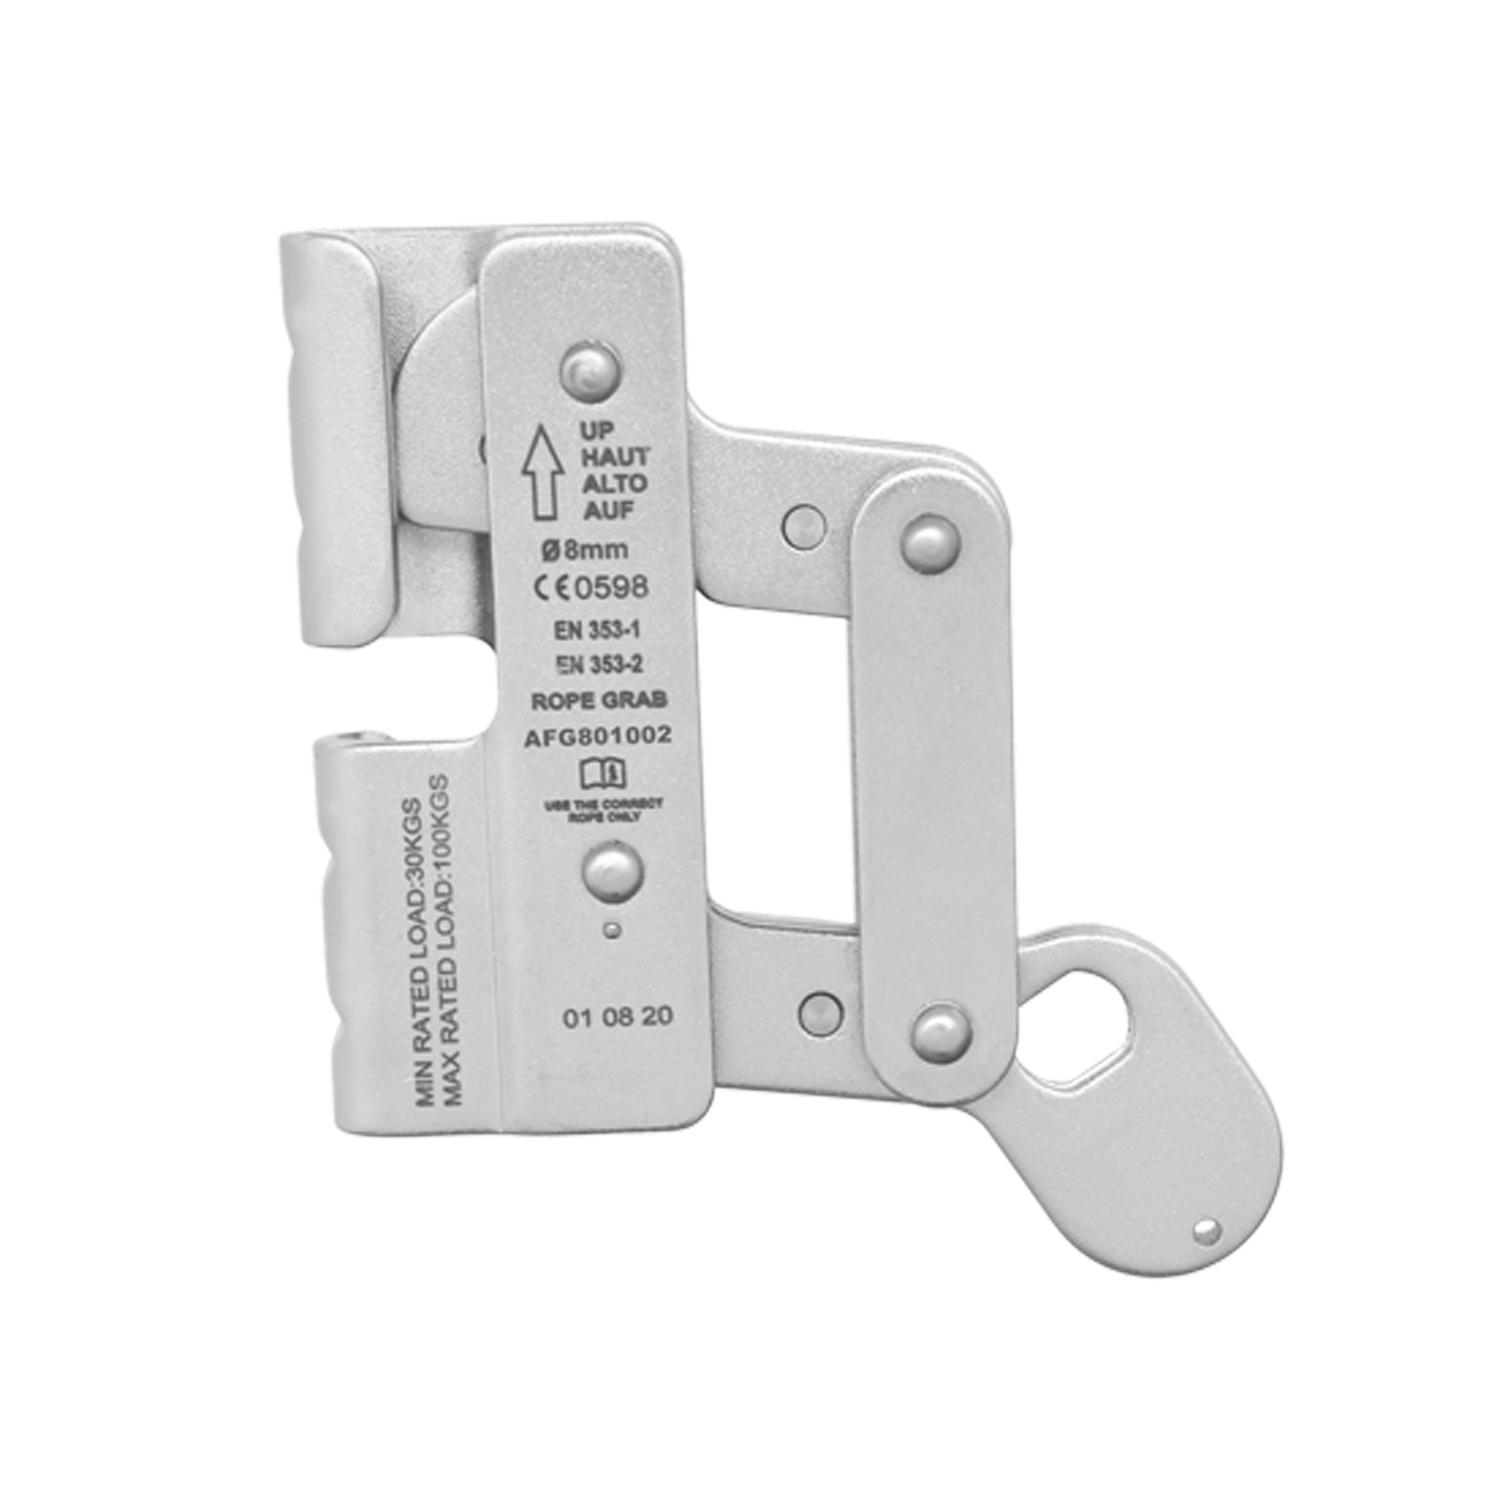 UP
HAUT
ALTO
AUF
Ø8mm
CE0598
EN 353-1
EN 353-2
ROPE GRAB
AFG801002
USE THE CORRECT
ROPE ONLY
01 08 20
MIN RATED LOAD:30KGS
MAX RATED LOAD:100KGS